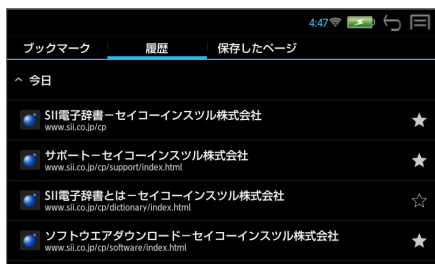 4:47
ブックマーク
履歴
保存したページ
今日
SII電子辞書－セイコーインスツル株式会社
www.sii.co.jp/cp
サポート－セイコーインスツル株式会社
www.sii.co.jp/cp/support/index.html
SII電子辞書とは－セイコーインスツル株式会社
www.sii.co.jp/cp/dictionary/index.html
ソフトウエアダウンロード－セイコーインスツル株式会社
www.sii.co.jp/cp/software/index.html